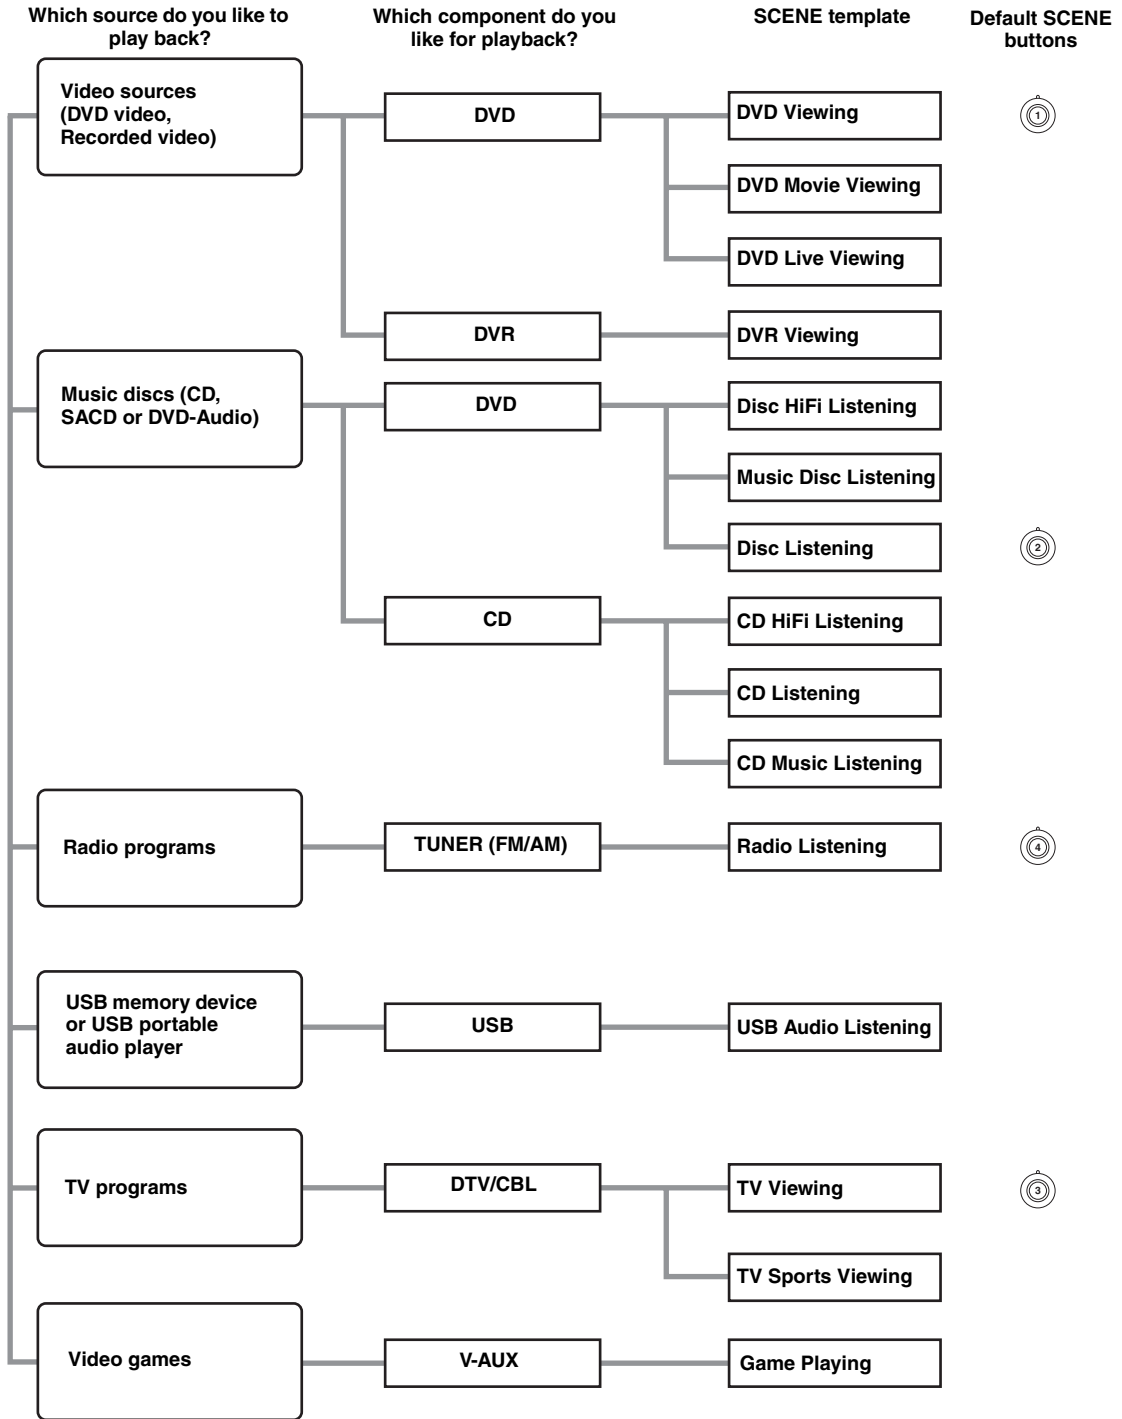 Which source do you like to
play back?
Which component do you
like for playback?
SCENE template
Default SCENE
buttons
Video sources
(DVD video,
Recorded video)
DVD
DVD Viewing
1
DVD Movie Viewing
DVD Live Viewing
DVR
DVR Viewing
Music discs (CD,
SACD or DVD-Audio)
DVD
Disc HiFi Listening
Music Disc Listening
Disc Listening
2
CD
CD HiFi Listening
CD Listening
CD Music Listening
Radio programs
TUNER (FM/AM)
Radio Listening
4
USB memory device
or USB portable
audio player
USB
USB Audio Listening
TV programs
DTV/CBL
TV Viewing
3
TV Sports Viewing
Video games
V-AUX
Game Playing